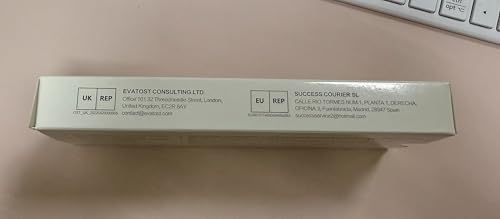 UK REP
EVATOST CONSULTING LTD.
Office 101 32 Threadneedle Street, London,
United Kingdom, EC2R 8AY
contact@evatost.com
EU REP
SUCCESS COURIER SL
CALLE RIO TORMES NUM.1, PLANTA 1, DERECHA,
OFICINA 3, Fuenlabrada, Madrid, 28947 Spain
successservice2@hotmail.com
option